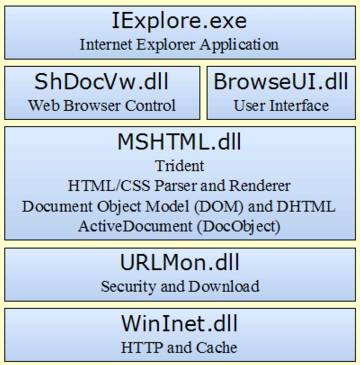 IExplore.exe
Internet Explorer Application
ShDocVw.dll
Web Browser Control
BrowseUI.dll
User Interface
MSHTML.dll
Trident
HTML/CSS Parser and Renderer
Document Object Model (DOM) and DHTML
ActiveDocument (DocObject)
URLMon.dll
Security and Download
WinInet.dll
HTTP and Cache